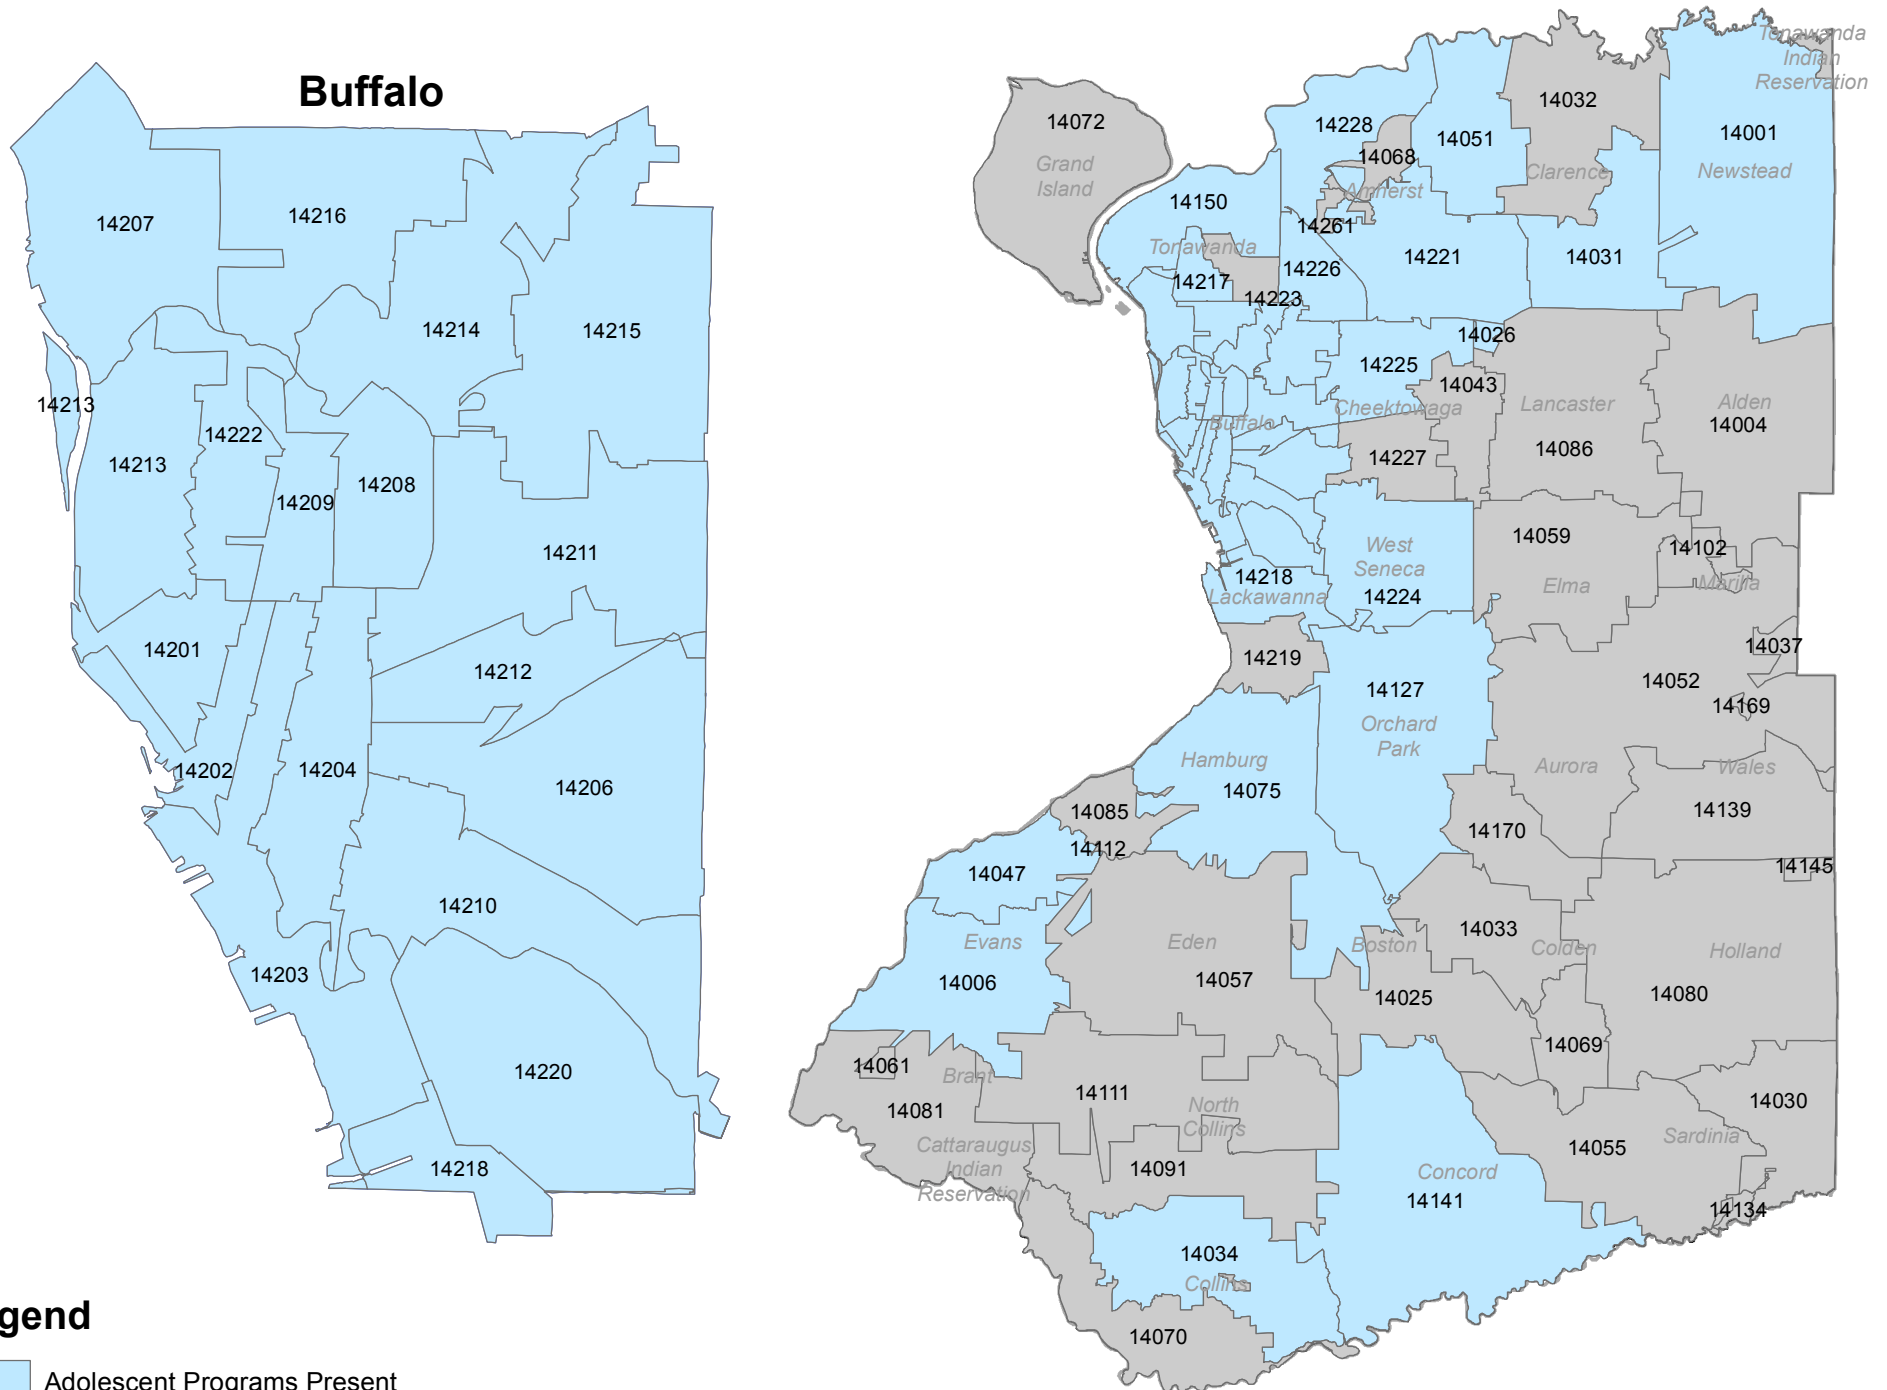 Buffalo
14207
14216
14214
14215
14213
14213
14222
14209
14208
14211
14201
14212
14202
14204
14206
14210
14203
14220
14218
gend
Adolescent Programs Present
Tonawanda
Indian
Reservation
14072
Grand
Island
14228
14068
14051
14032
14001
Clarence
Newstead
Amherst
14150
14261
Tonawanda
14217
14226
14221
14031
14223
14026
14225
14043
Cheektowaga
Lancaster
Alden
14004
Buffalo
14227
14086
14059
14102
West
Seneca
14224
Elma
Marilla
14218
Lackawanna
14219
14037
14127
14052
14169
Orchard
Park
Hamburg
14075
Aurora
Wales
14085
14170
14139
14112
14047
14145
14033
Evans
Eden
Boston
Colden
Holland
14006
14057
14025
14080
14069
14061
Brant
14111
14081
North
Collins
14030
Cattaraugus
Indian
Reservation
14055
Sardinia
14091
Concord
14141
14134
14034
Collins
14070